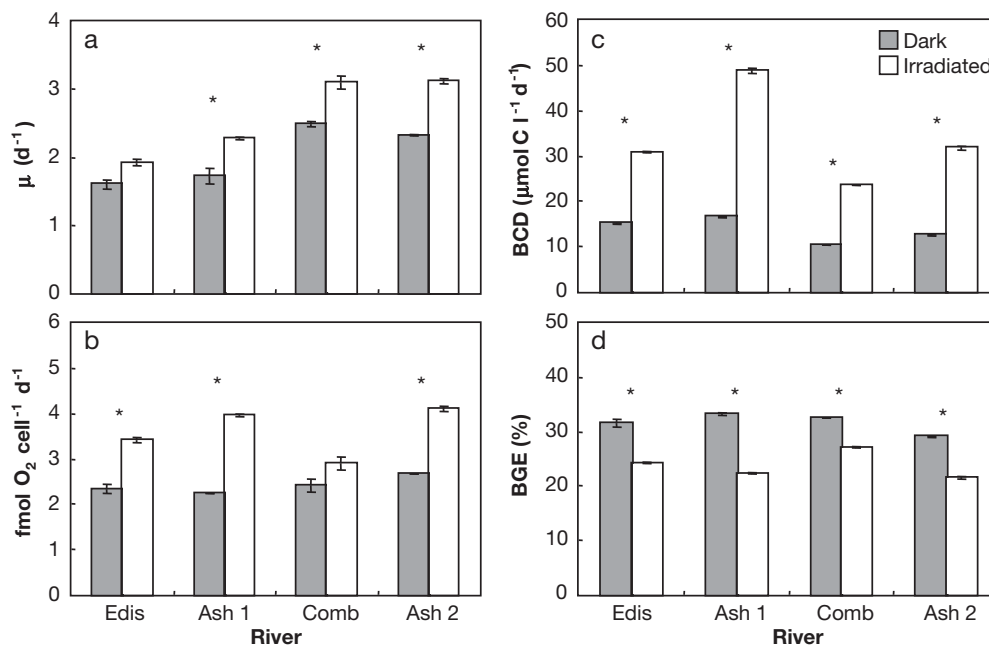 a
*
*
*
4
3
2
1
0
µ (d⁻¹)
b
*
*
*
6
5
4
3
2
1
0
fmol O₂ cell⁻¹ d⁻¹
Edis Ash 1 Comb Ash 2
River
c
Dark
Irradiated
*
*
*
*
60
50
40
30
20
10
0
BCD (µmol C l⁻¹ d⁻¹)
d
*
*
*
*
50
40
30
20
10
0
BGE (%)
Edis Ash 1 Comb Ash 2
River